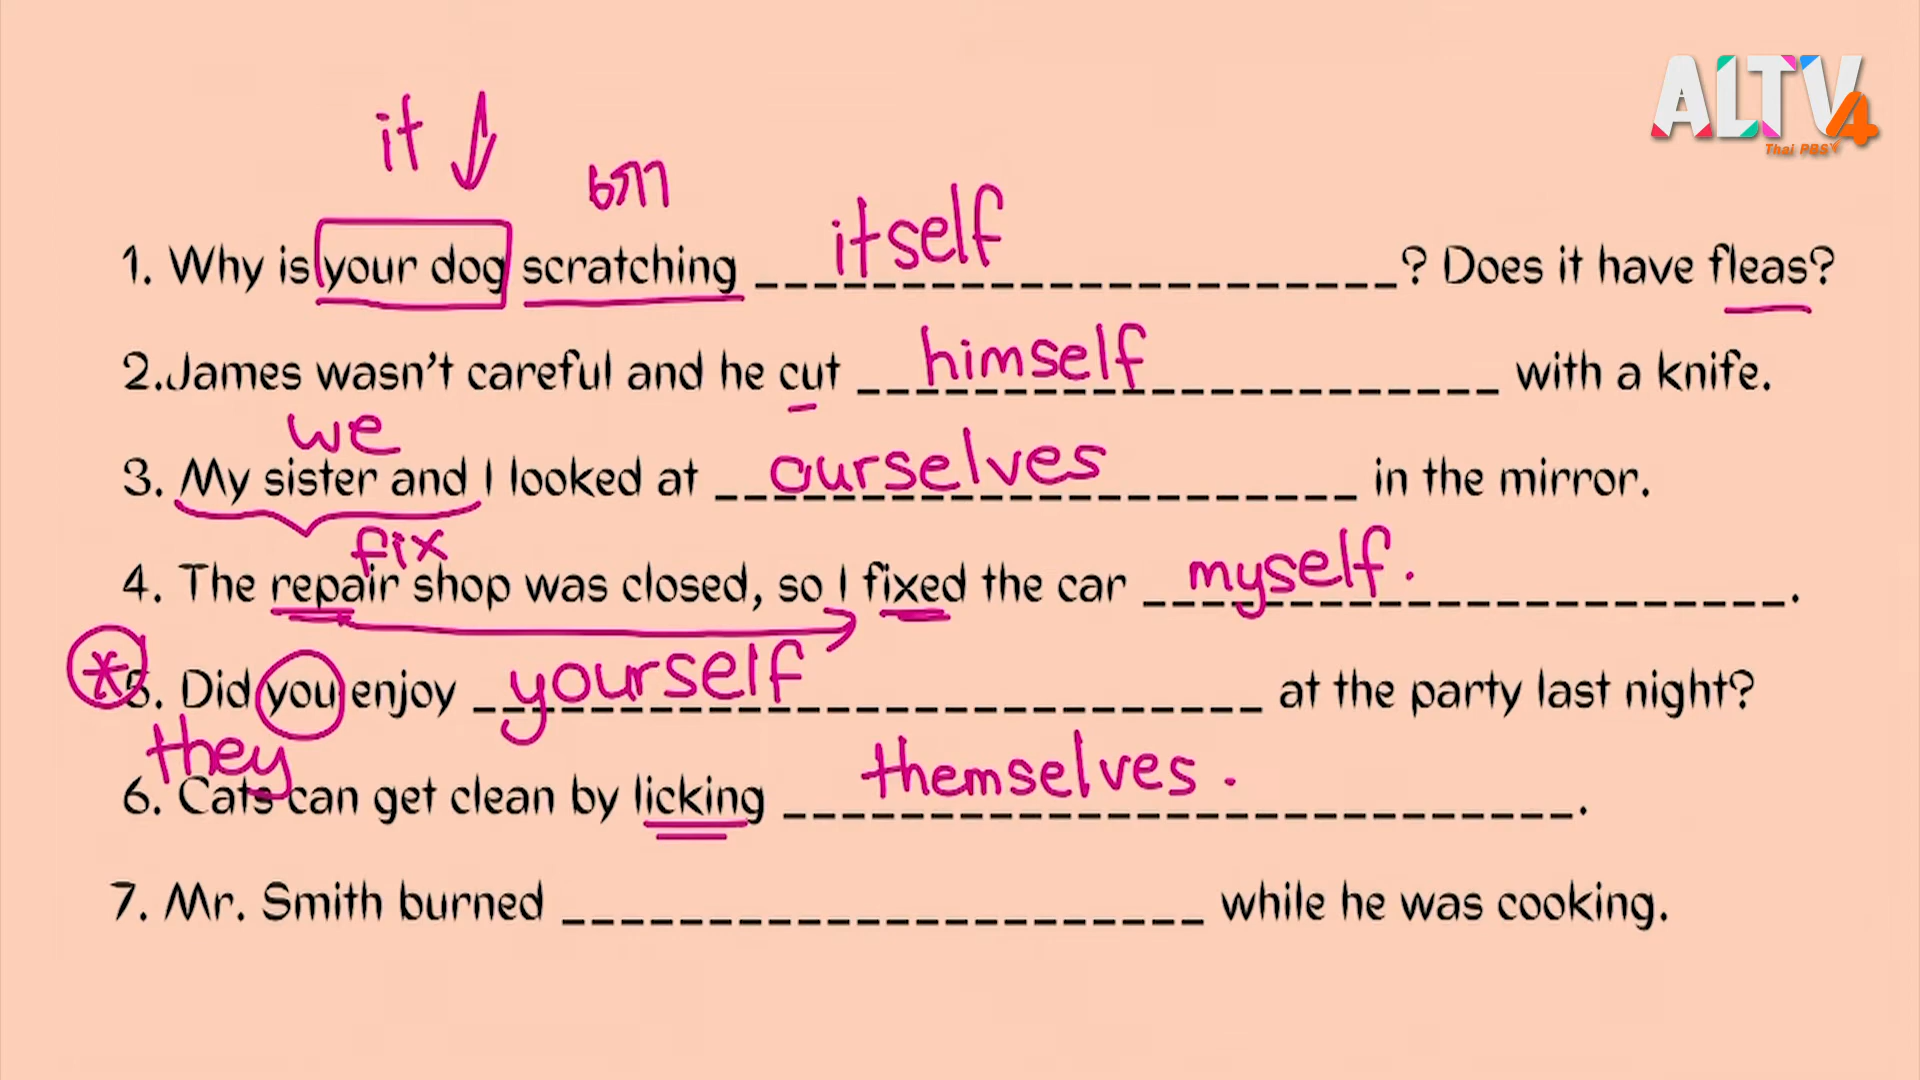 ALTV4
Thai PBS
it
เกา
1. Why is your dog scratching itself ? Does it have fleas?
2.James wasn't careful and he cut himself with a knife.
we
3. My sister and I looked at ourselves in the mirror.
fix
4. The repair shop was closed, so I fixed the car myself. .
* 5. Did you enjoy yourself at the party last night?
they
6. Cats can get clean by licking themselves. .
7. Mr. Smith burned ______________________ while he was cooking.